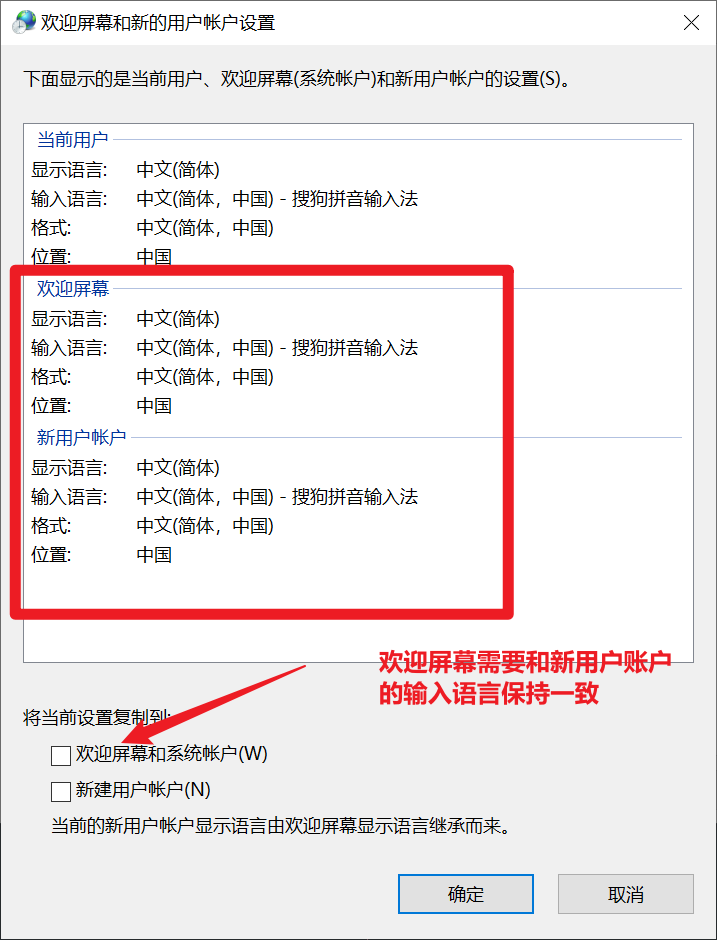 欢迎屏幕和新的用户帐户设置
下面显示的是当前用户、欢迎屏幕(系统帐户)和新用户帐户的设置(S)。
当前用户
显示语言: 中文(简体)
输入语言: 中文(简体，中国) - 搜狗拼音输入法
格式: 中文(简体，中国)
位置: 中国
欢迎屏幕
显示语言: 中文(简体)
输入语言: 中文(简体，中国) - 搜狗拼音输入法
格式: 中文(简体，中国)
位置: 中国
新用户帐户
显示语言: 中文(简体)
输入语言: 中文(简体，中国) - 搜狗拼音输入法
格式: 中文(简体，中国)
位置: 中国
欢迎屏幕需要和新用户账户
的输入语言保持一致
将当前设置复制到:
欢迎屏幕和系统帐户(W)
新建用户帐户(N)
当前的新用户帐户显示语言由欢迎屏幕显示语言继承而来。
确定 取消